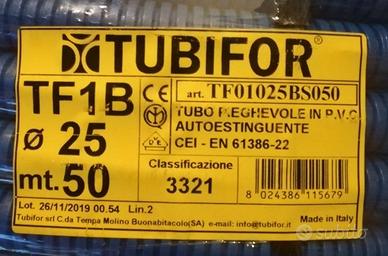 TUBIFOR®
TF1B
art. TF01025BS050
TUBO PIEGHEVOLE IN P.V.C
AUTOESTINGUENTE
CEI - EN 61386-22
ø 25
mt. 50
Classificazione
3321
8 024386 115679
Lot. 26/11/2019 00.54 Lin.2
Tubifor srl C.da Tempa Molino Buonabitacolo(SA) e-mail: info@tubifor.it
Made in Italy
subito